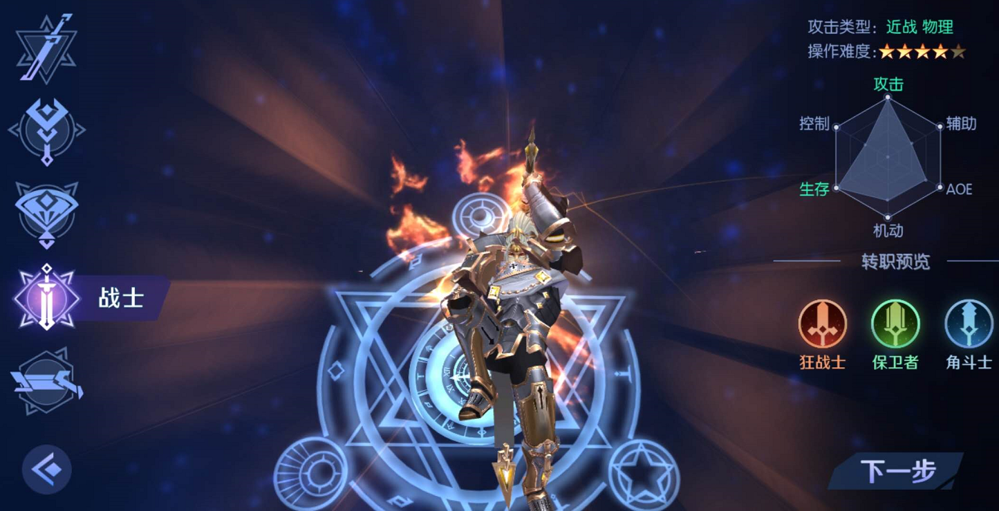 攻击类型：近战 物理
操作难度：
攻击
控制
辅助
生存
AOE
机动
转职预览
战士
狂战士
保卫者
角斗士
下一步